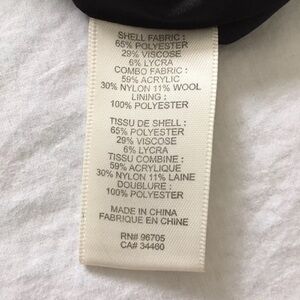 SHELL FABRIC :
65% POLYESTER
29% VISCOSE
6% LYCRA
COMBO FABRIC :
59% ACRYLIC
30% NYLON 11% WOOL
LINING :
100% POLYESTER
TISSU DE SHELL :
65% POLYESTER
29% VISCOSE
6% LYCRA
TISSU COMBINE :
59% ACRYLIQUE
30% NYLON 11% LAINE
DOUBLURE :
100% POLYESTER
MADE IN CHINA
FABRIQUE EN CHINE
RN# 96705
CA# 34460